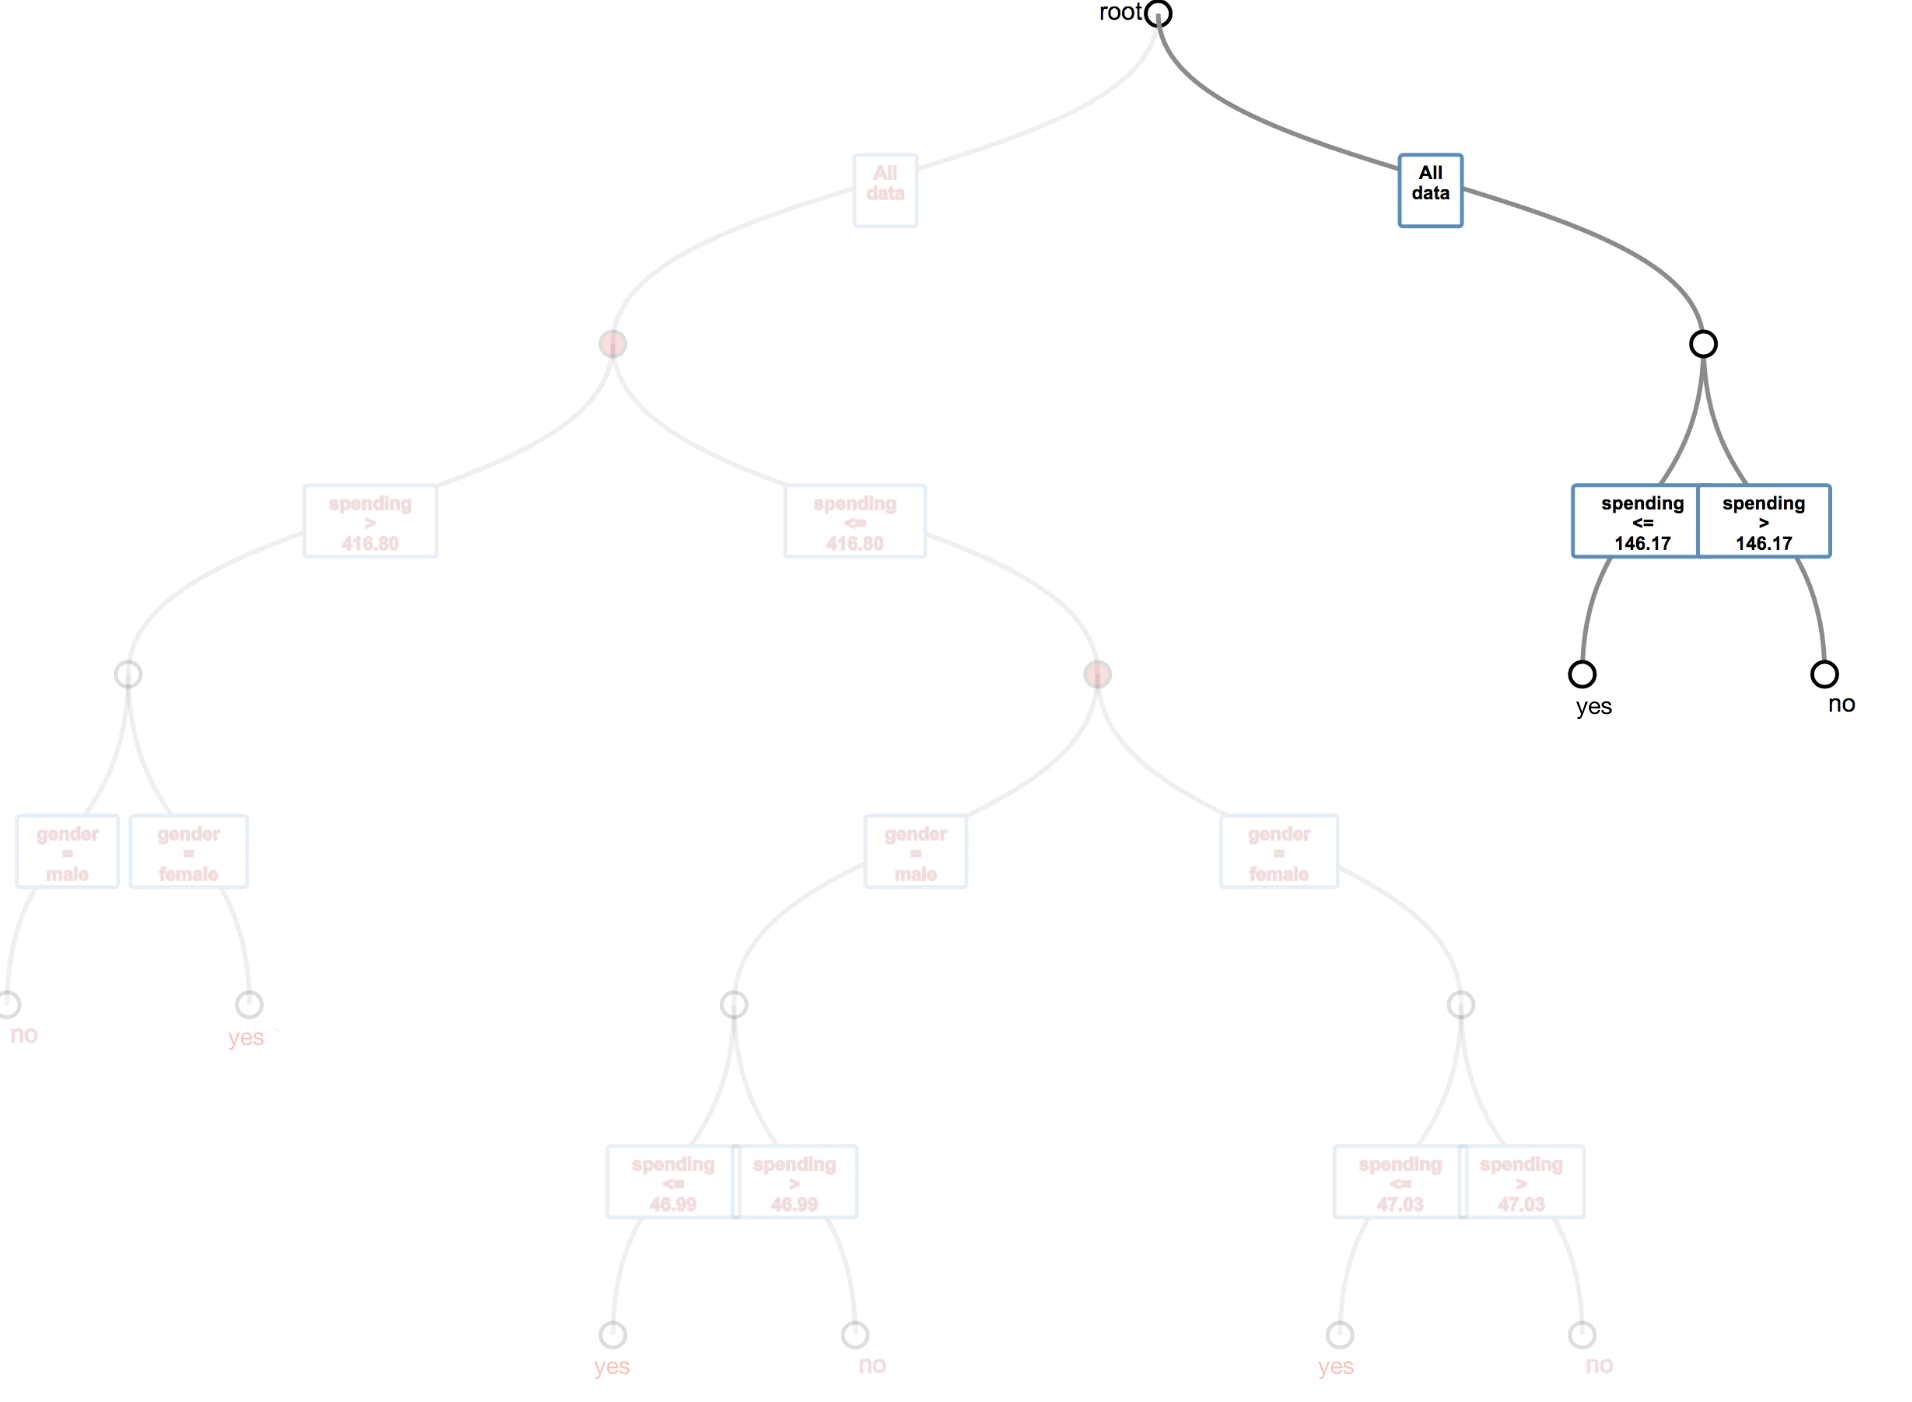 root
All
data
All
data
spending
>
416.80
spending
<=
416.80
spending
<=
146.17
spending
>
146.17
yes
no
gender
=
male
gender
=
female
gender
=
male
gender
=
female
no
yes
spending
<=
46.99
spending
>
46.99
spending
<=
47.03
spending
>
47.03
yes
no
yes
no